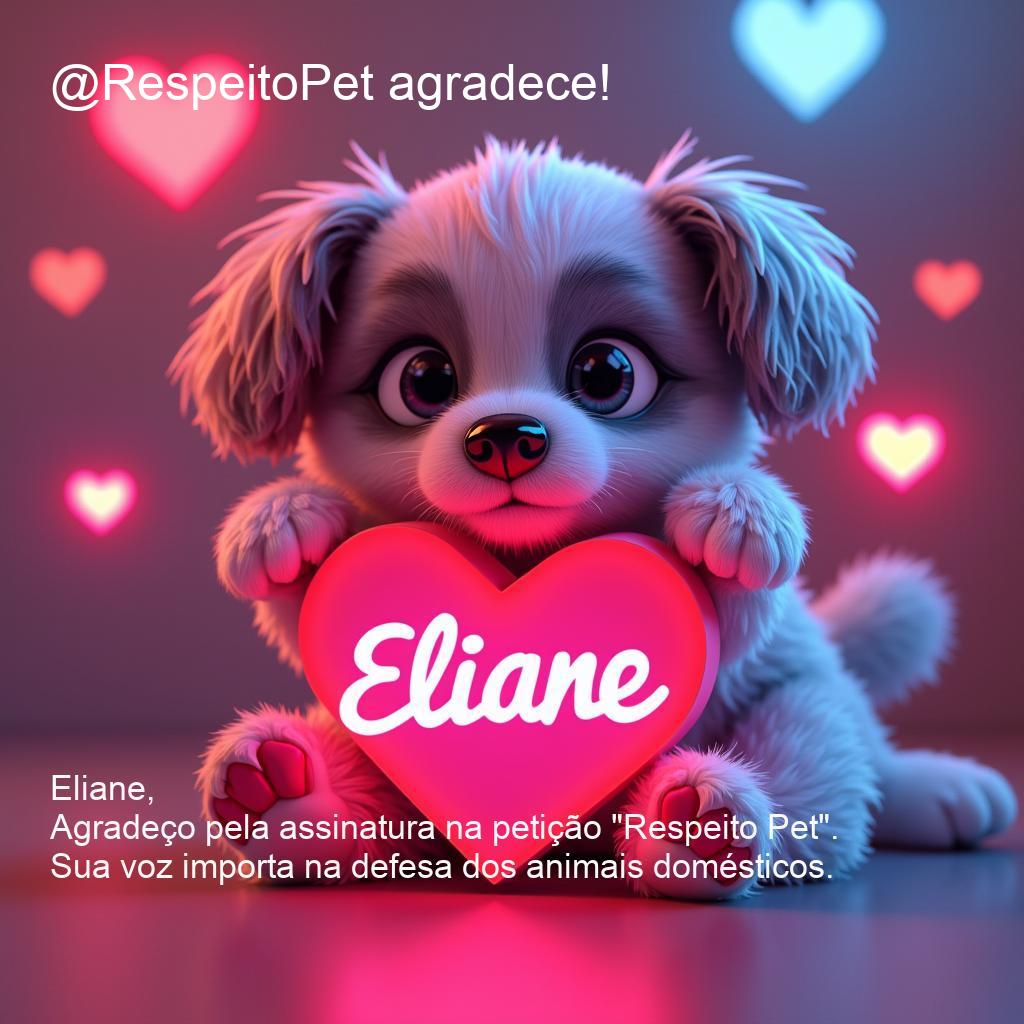 @RespeitoPet agradece!
Eliane
Eliane,
Agradeço pela assinatura na petição "Respeito Pet".
Sua voz importa na defesa dos animais domésticos.